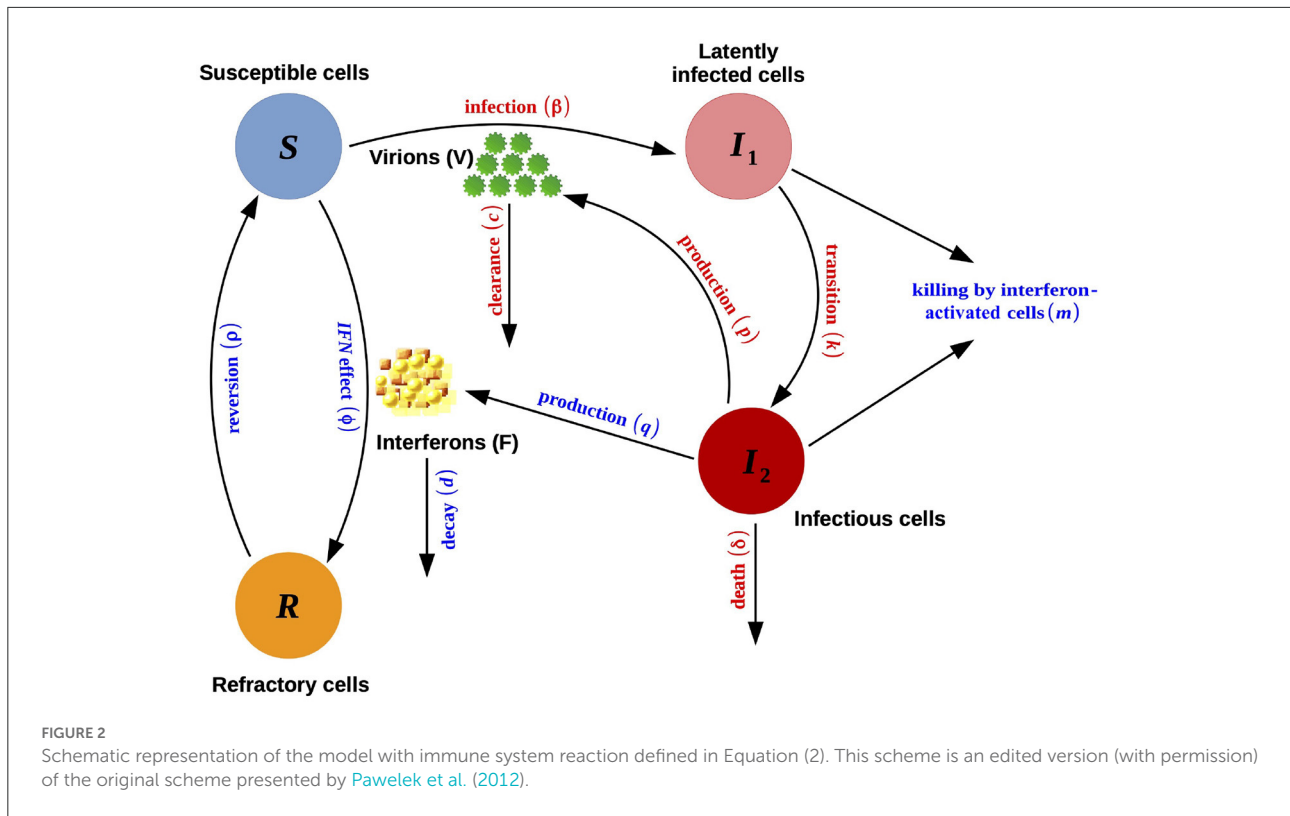 Susceptible cells
S
infection (β)
Virions (V)
Latently
infected cells
I₁
clearance (c)
production (p)
transition (k)
killing by interferon-
activated cells (m)
reversion (ρ)
IFN effect (ϕ)
Interferons (F)
production (q)
decay (d)
I₂
Infectious cells
death (δ)
R
Refractory cells
FIGURE 2
Schematic representation of the model with immune system reaction defined in Equation (2). This scheme is an edited version (with permission)
of the original scheme presented by Pawelek et al. (2012).